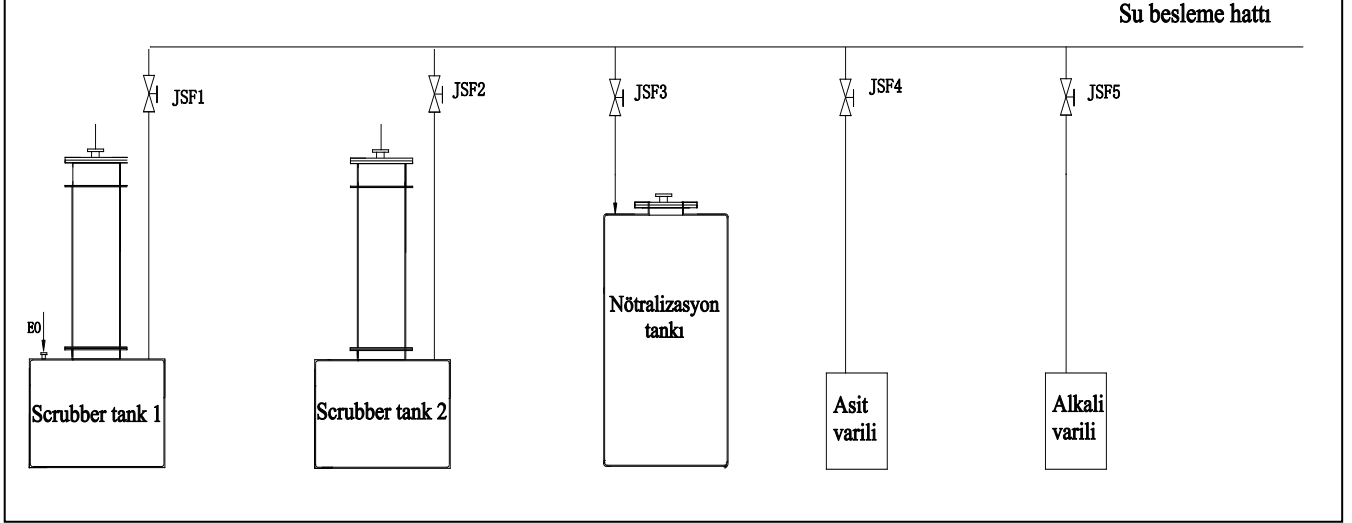 Su besleme hattı
JSF1
JSF2
JSF3
JSF4
JSF5
EO
Scrubber tank 1
Scrubber tank 2
Nötralizasyon
tankı
Asit
varili
Alkali
varili